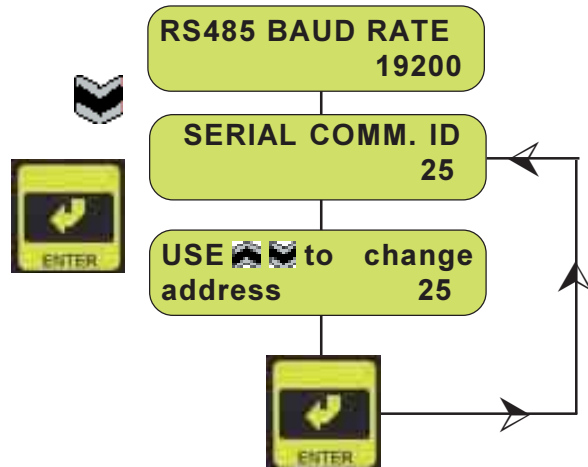 RS485 BAUD RATE
19200
SERIAL COMM. ID
25
ENTER
USE to change
address 25
ENTER